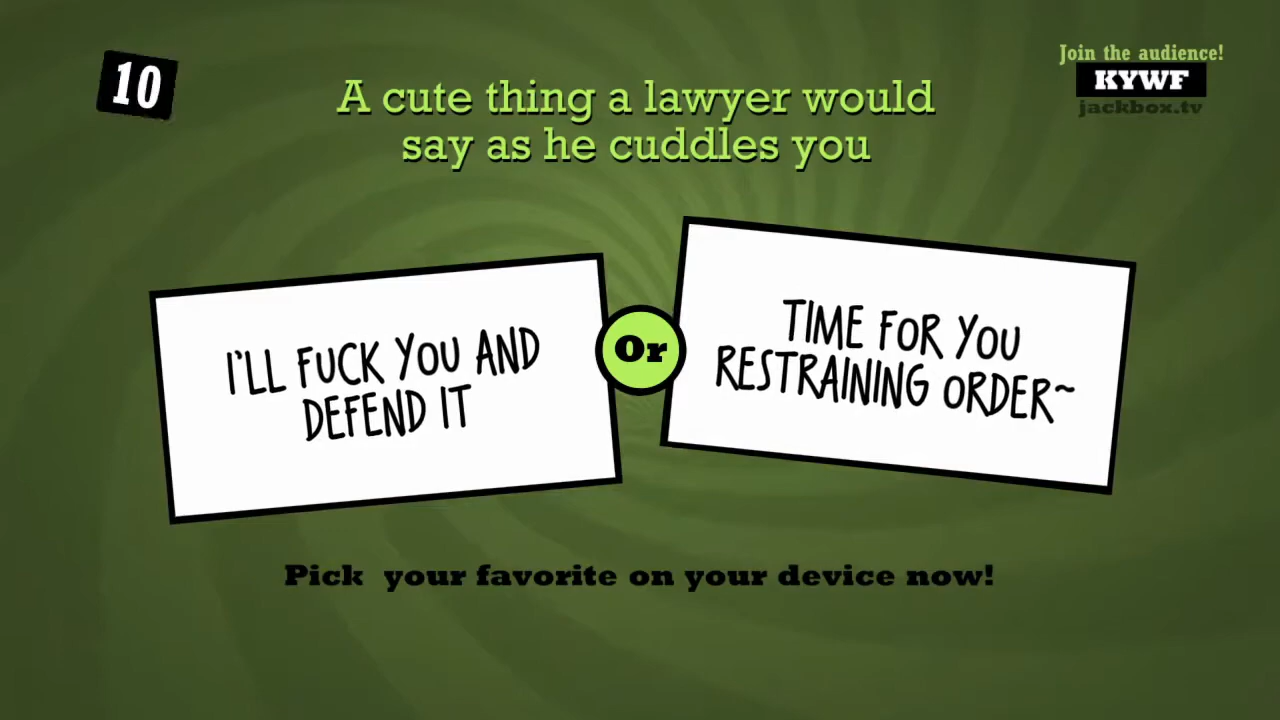 10
Join the audience!
KYWF
jackbox.tv
A cute thing a lawyer would
say as he cuddles you
I'LL FUCK YOU AND
DEFEND IT
Or
TIME FOR YOU
RESTRAINING ORDER~
Pick your favorite on your device now!